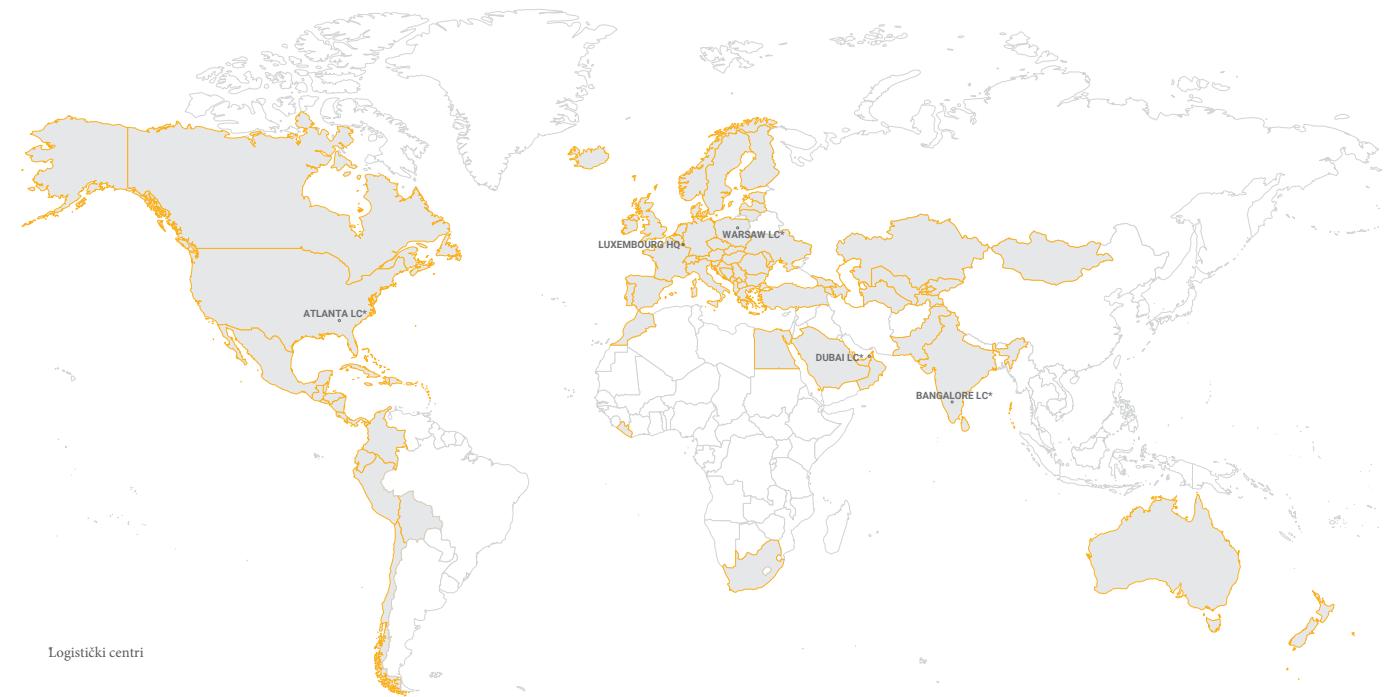 WARSAW LC*
LUXEMBOURG HQ*
ATLANTA LC*
DUBAI LC*
BANGALORE LC*
Logistički centri